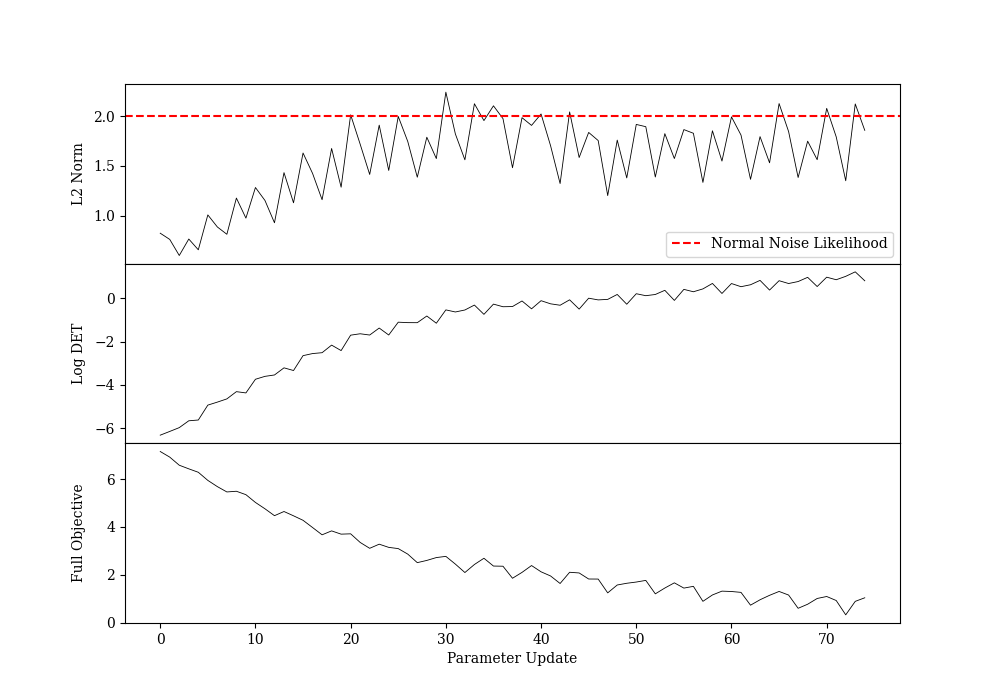 L2 Norm
2.0
1.5
1.0
Normal Noise Likelihood
Log DET
0
−2
−4
−6
Full Objective
6
4
2
0
0 10 20 30 40 50 60 70
Parameter Update